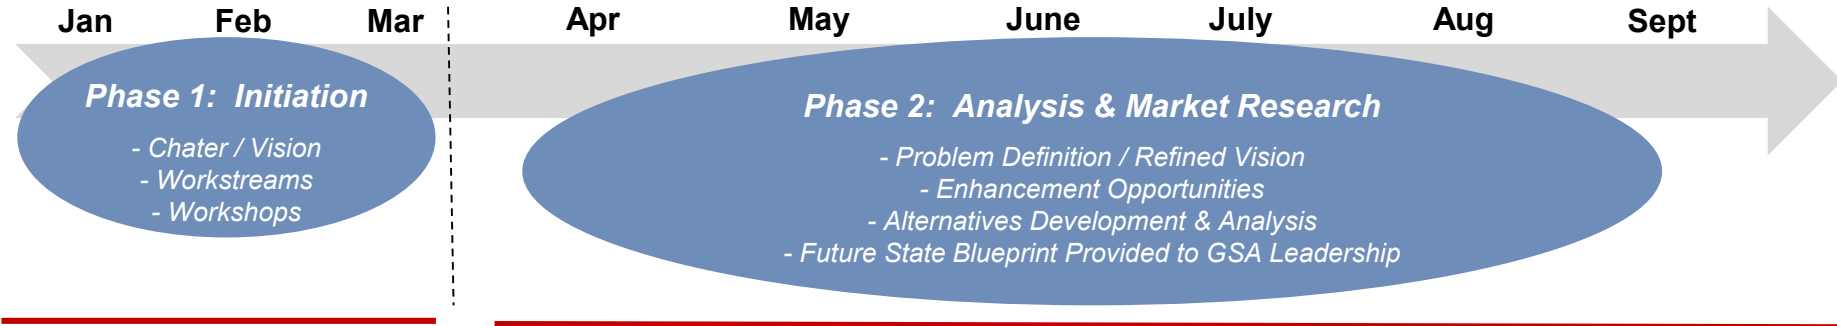 Jan Feb Mar Apr May June July Aug Sept
Phase 1:  Initiation
- Chater / Vision
- Workstreams
- Workshops
Phase 2:  Analysis & Market Research
- Problem Definition / Refined Vision
- Enhancement Opportunities
- Alternatives Development & Analysis
- Future State Blueprint Provided to GSA Leadership